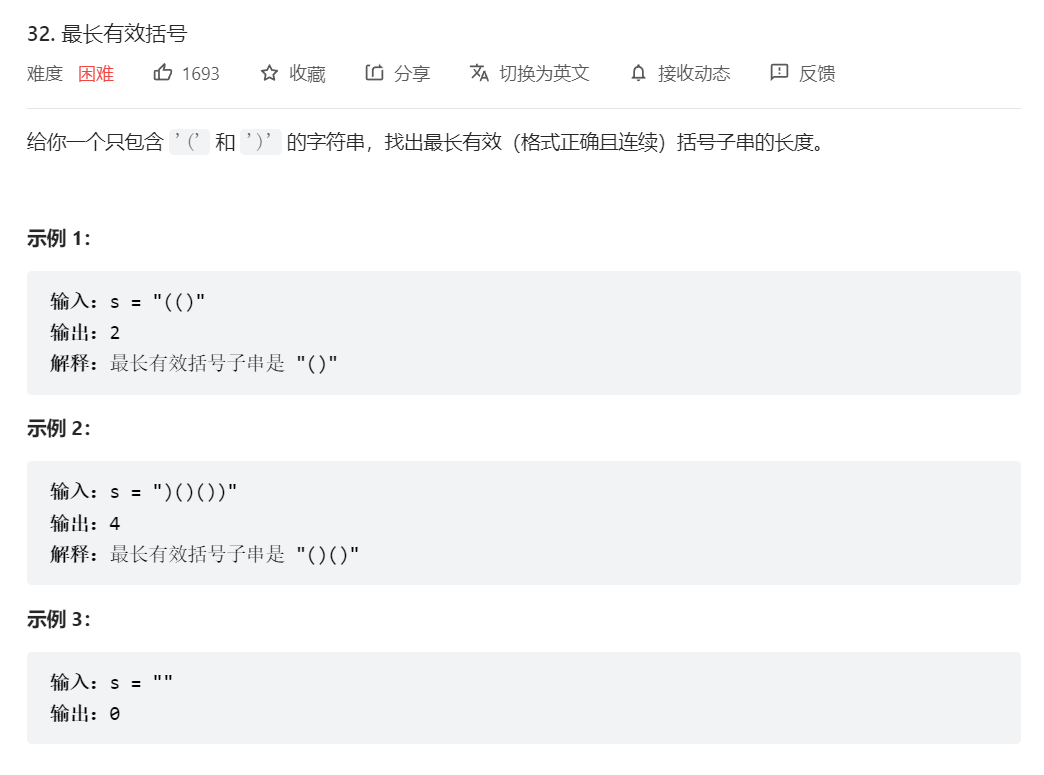 32. 最长有效括号
难度 困难 1693 收藏 分享 切换为英文 接收动态 反馈
给你一个只包含 '(' 和 ')' 的字符串，找出最长有效（格式正确且连续）括号子串的长度。
示例 1：
输入：s = "(()"
输出：2
解释：最长有效括号子串是 "()"
示例 2：
输入：s = ")()())"
输出：4
解释：最长有效括号子串是 "()()"
示例 3：
输入：s = ""
输出：0